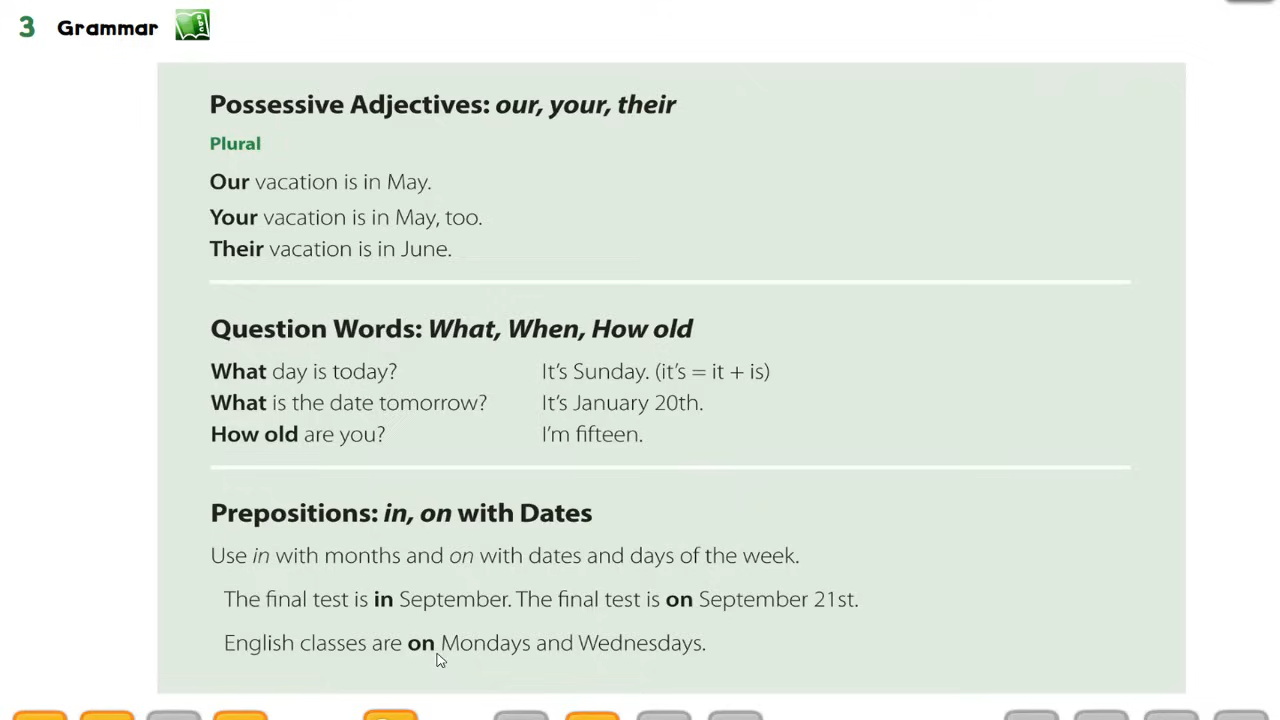 3 Grammar
Possessive Adjectives: our, your, their
Plural
Our vacation is in May.
Your vacation is in May, too.
Their vacation is in June.
Question Words: What, When, How old
What day is today? It's Sunday. (it's = it + is)
What is the date tomorrow? It's January 20th.
How old are you? I'm fifteen.
Prepositions: in, on with Dates
Use in with months and on with dates and days of the week.
The final test is in September. The final test is on September 21st.
English classes are on Mondays and Wednesdays.